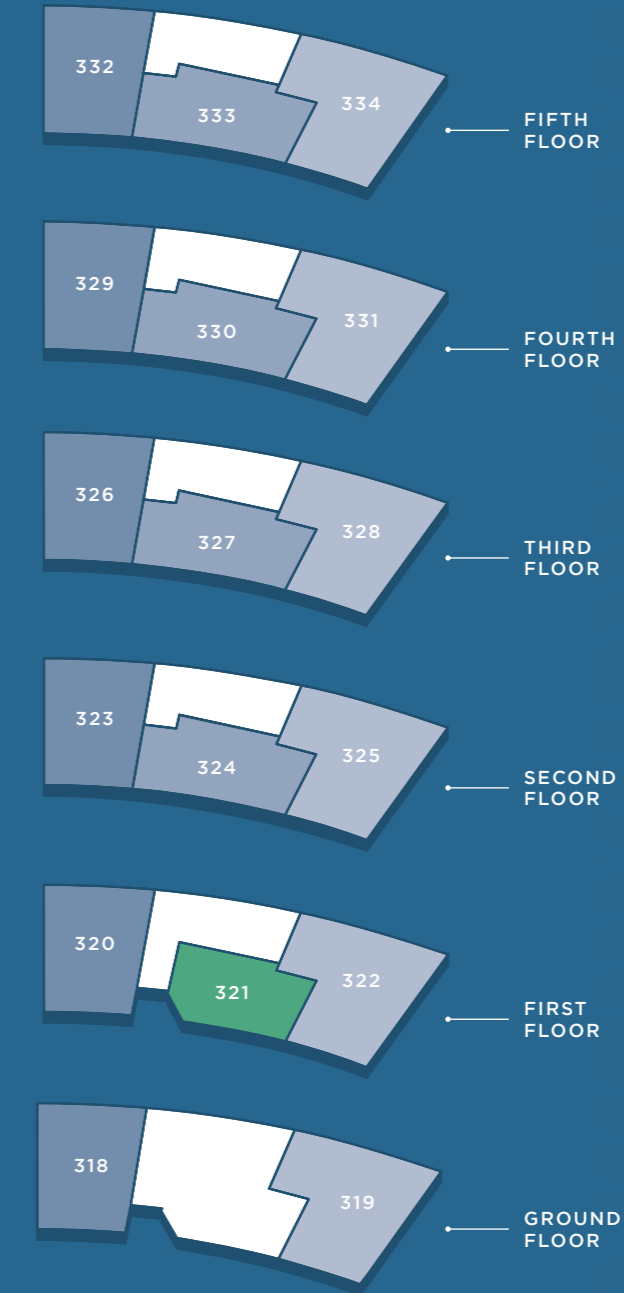 332
333
334
FIFTH
FLOOR
329
330
331
FOURTH
FLOOR
326
327
328
THIRD
FLOOR
323
324
325
SECOND
FLOOR
320
321
322
FIRST
FLOOR
318
319
GROUND
FLOOR